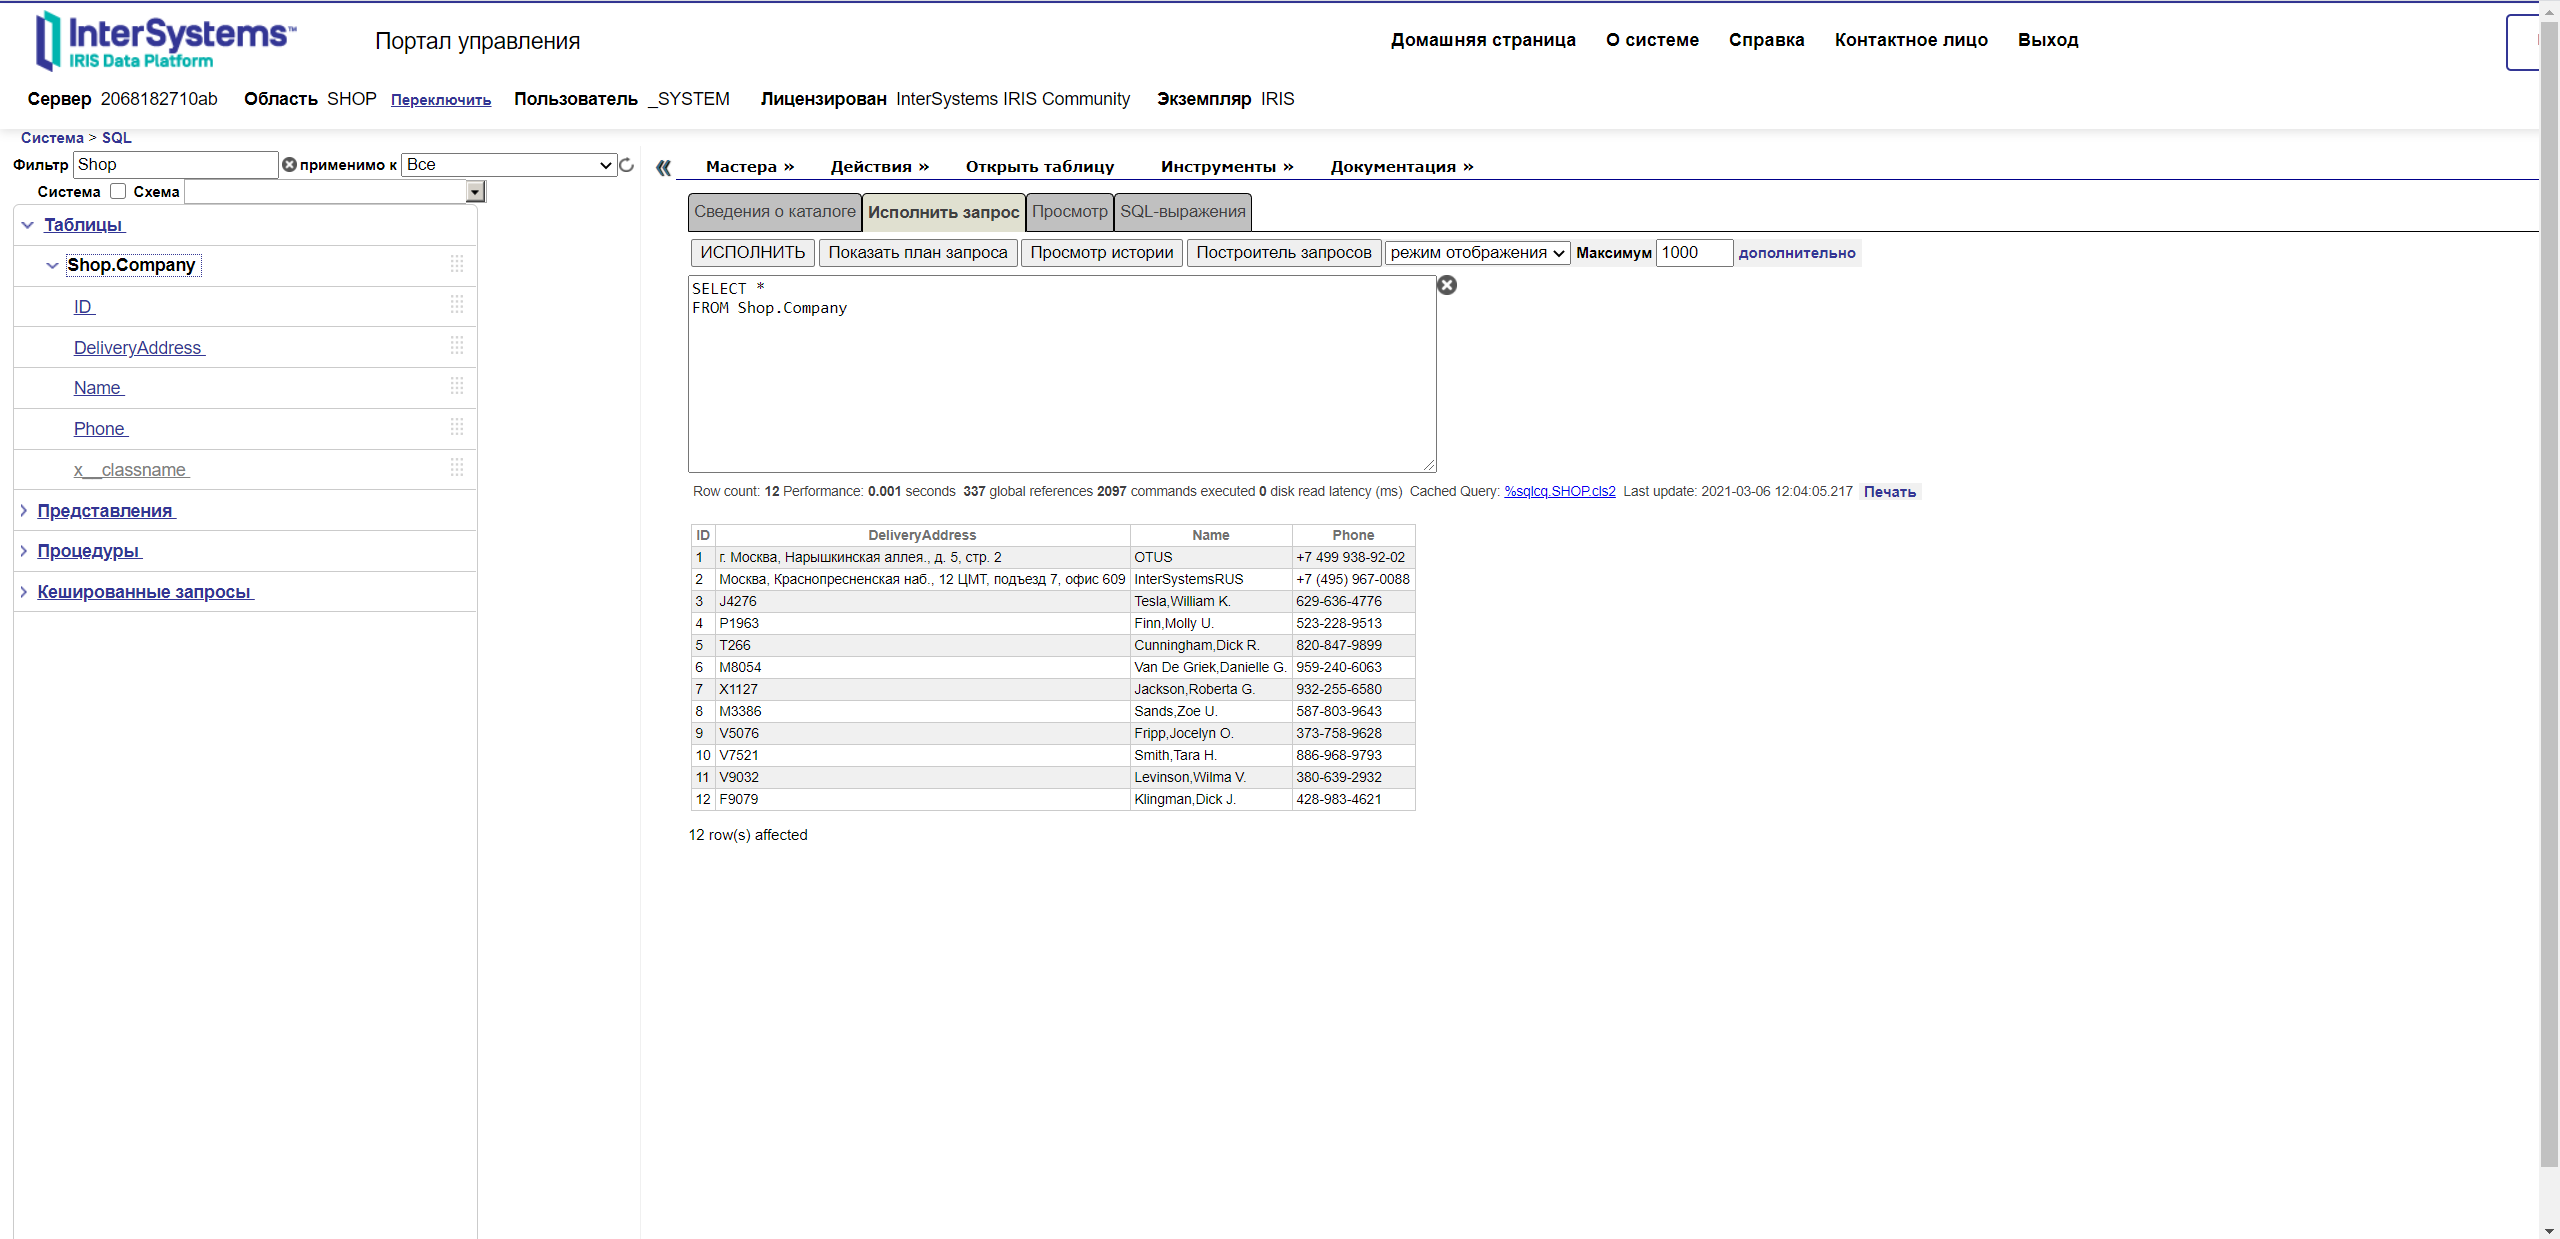 InterSystems™
IRIS Data Platform
Портал управления
Домашняя страница О системе Справка Контактное лицо Выход
Сервер 2068182710ab Область SHOP Переключить Пользователь _SYSTEM Лицензирован InterSystems IRIS Community Экземпляр IRIS
Система > SQL
Фильтр Shop применимо к Все
Система Схема
Таблицы
Shop.Company
ID
DeliveryAddress
Name
Phone
x__classname
Представления
Процедуры
Кешированные запросы
« Мастера » Действия » Открыть таблицу Инструменты » Документация »
Сведения о каталоге Исполнить запрос Просмотр SQL-выражения
ИСПОЛНИТЬ Показать план запроса Просмотр истории Построитель запросов режим отображения Максимум 1000 дополнительно
SELECT *
FROM Shop.Company
Row count: 12 Performance: 0.001 seconds 337 global references 2097 commands executed 0 disk read latency (ms) Cached Query: %sqlcq.SHOP.cls2 Last update: 2021-03-06 12:04:05.217 Печать
ID DeliveryAddress Name Phone
1 г. Москва, Нарышкинская аллея., д. 5, стр. 2 OTUS +7 499 938-92-02
2 Москва, Краснопресненская наб., 12 ЦМТ, подъезд 7, офис 609 InterSystemsRUS +7 (495) 967-0088
3 J4276 Tesla,William K. 629-636-4776
4 P1963 Finn,Molly U. 523-228-9513
5 T266 Cunningham,Dick R. 820-847-9899
6 M8054 Van De Griek,Danielle G. 959-240-6063
7 X1127 Jackson,Roberta G. 932-255-6580
8 M3386 Sands,Zoe U. 587-803-9643
9 V5076 Fripp,Jocelyn O. 373-758-9628
10 V7521 Smith,Tara H. 886-968-9793
11 V9032 Levinson,Wilma V. 380-639-2932
12 F9079 Klingman,Dick J. 428-983-4621
12 row(s) affected